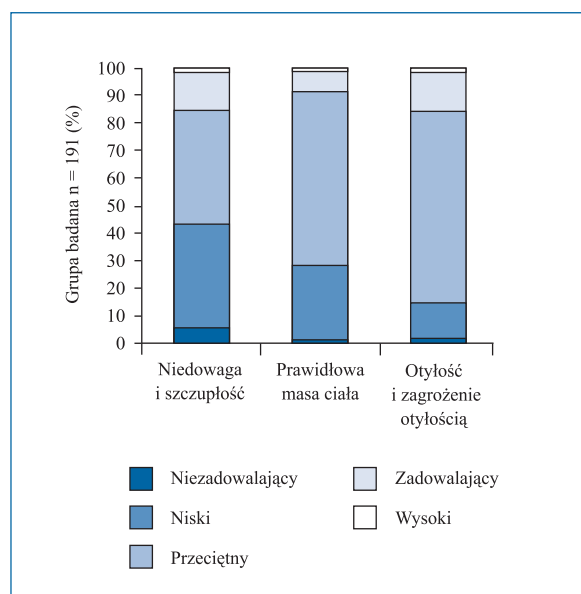 Grupa badana n = 191 (%)
100
90
80
70
60
50
40
30
20
10
0
Niedowaga
i szczupłość
Prawidłowa
masa ciała
Otyłość
i zagrożenie
otyłością
Niezadowalający
Niski
Przeciętny
Zadowalający
Wysoki